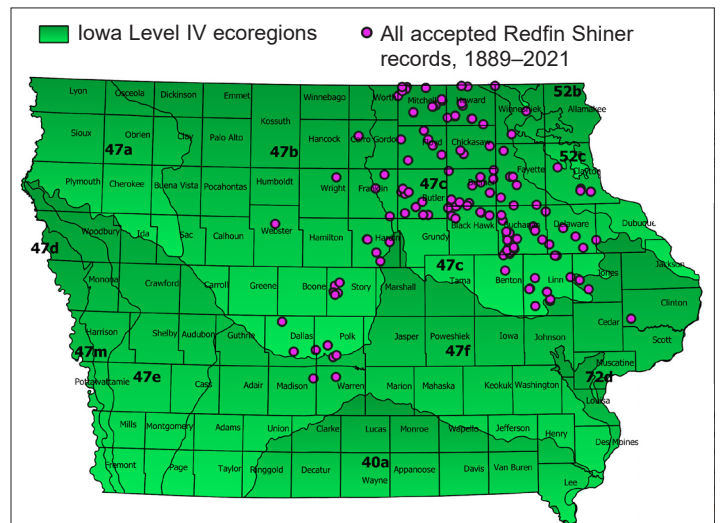 Iowa Level IV ecoregions
All accepted Redfin Shiner
records, 1889–2021
Lyon Osceola Dickinson Emmet Winnebago Worth Mitchell Howard Winneshiek 52b Allamakee
Kossuth
Sioux Obrien Clay Palo Alto Hancock Cerro Gordo Floyd Chickasaw
47a 47b 52c
Plymouth Cherokee Buena Vista Pocahontas Humboldt Wright Franklin 47c Butler Fayette Clayton
Webster Black Hawk Buchanan Delaware Dubuque
47d Woodbury Ida Sac Calhoun Hamilton Hardin Grundy
47c Jackson
Monona Crawford Carroll Greene Boone Story Marshall Tama Benton Linn Jones
Clinton
Harrison Shelby Audubon Guthrie Dallas Polk Jasper Poweshiek Iowa Johnson Cedar Scott
47m 47f Muscatine
Pottawattamie 47e Cass Adair Madison Warren Marion Mahaska Keokuk Washington 72d
Louisa
Mills Montgomery Adams Union Clarke Lucas Monroe Wapello Jefferson Henry
Des Moines
Fremont Page Taylor Ringgold Decatur 40a Wayne Appanoose Davis Van Buren Lee